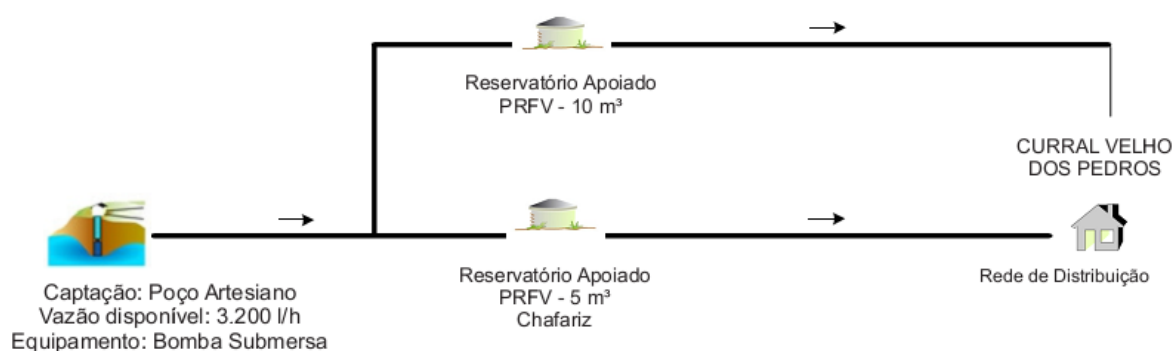 Reservatório Apoiado
PRFV - 10 m³
CURRAL VELHO
DOS PEDROS
Captação: Poço Artesiano
Vazão disponível: 3.200 l/h
Equipamento: Bomba Submersa
Reservatório Apoiado
PRFV - 5 m³
Chafariz
Rede de Distribuição